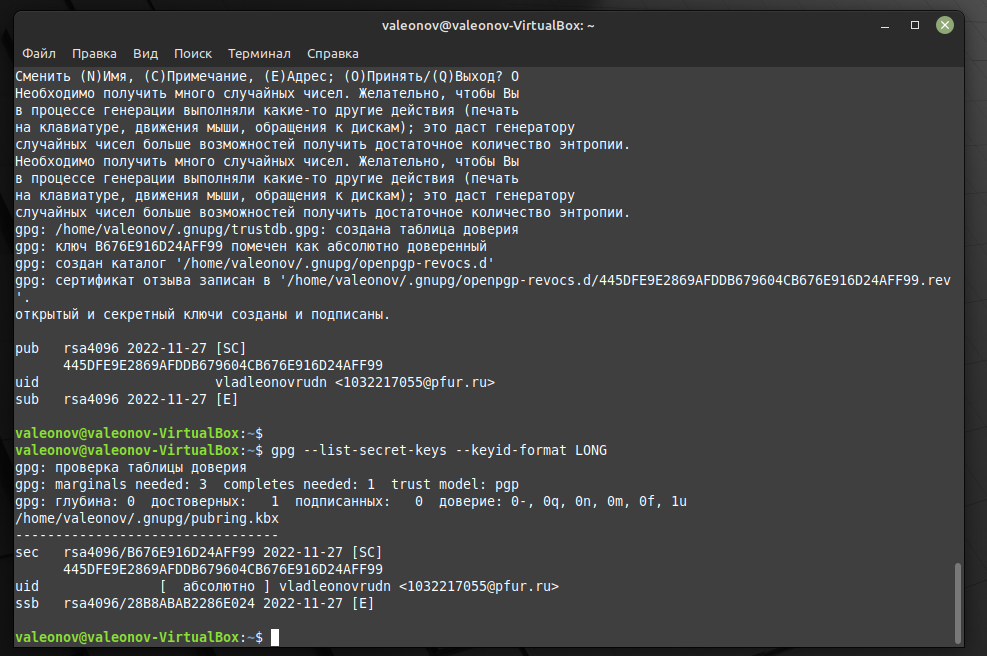 valeonov@valeonov-VirtualBox: ~
Файл Правка Вид Поиск Терминал Справка
Сменить (N)Имя, (C)Примечание, (E)Адрес; (O)Принять/(Q)Выход? O
Необходимо получить много случайных чисел. Желательно, чтобы Вы
в процессе генерации выполняли какие-то другие действия (печать
на клавиатуре, движения мыши, обращения к дискам); это даст генератору
случайных чисел больше возможностей получить достаточное количество энтропии.
Необходимо получить много случайных чисел. Желательно, чтобы Вы
в процессе генерации выполняли какие-то другие действия (печать
на клавиатуре, движения мыши, обращения к дискам); это даст генератору
случайных чисел больше возможностей получить достаточное количество энтропии.
gpg: /home/valeonov/.gnupg/trustdb.gpg: создана таблица доверия
gpg: ключ B676E916D24AFF99 помечен как абсолютно доверенный
gpg: создан каталог '/home/valeonov/.gnupg/openpgp-revocs.d'
gpg: сертификат отзыва записан в '/home/valeonov/.gnupg/openpgp-revocs.d/445DFE9E2869AFDDB679604CB676E916D24AFF99.rev
'.
открытый и секретный ключи созданы и подписаны.
pub   rsa4096 2022-11-27 [SC]
      445DFE9E2869AFDDB679604CB676E916D24AFF99
uid                      vladleonovrudn <1032217055@pfur.ru>
sub   rsa4096 2022-11-27 [E]
valeonov@valeonov-VirtualBox:~$
valeonov@valeonov-VirtualBox:~$ gpg --list-secret-keys --keyid-format LONG
gpg: проверка таблицы доверия
gpg: marginals needed: 3  completes needed: 1  trust model: pgp
gpg: глубина: 0  достоверных:   1  подписанных:   0  доверие: 0-, 0q, 0n, 0m, 0f, 1u
/home/valeonov/.gnupg/pubring.kbx
---------------------------------
sec   rsa4096/B676E916D24AFF99 2022-11-27 [SC]
      445DFE9E2869AFDDB679604CB676E916D24AFF99
uid               [  абсолютно ] vladleonovrudn <1032217055@pfur.ru>
ssb   rsa4096/28B8ABAB2286E024 2022-11-27 [E]
valeonov@valeonov-VirtualBox:~$